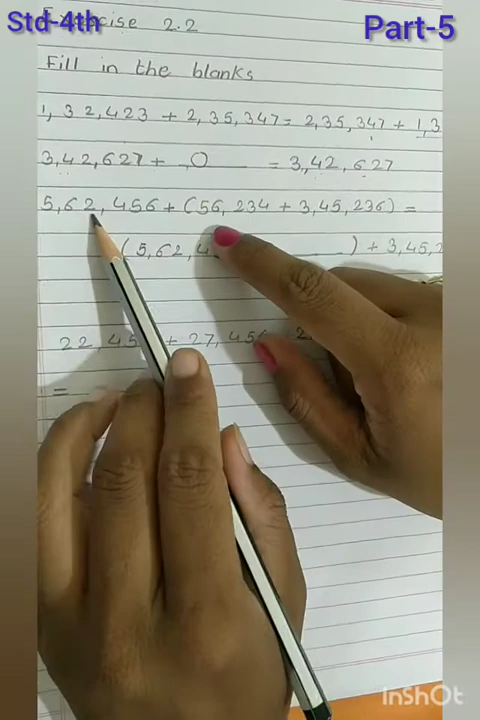 Std-4th
Part-5
Exercise 2.2
Fill in the blanks
1,32,423 + 2,35,347 = 2,35,347 + 1,3
3,42,627 + 0 = 3,42,627
5,62,456 + (56,234 + 3,45,236) =
(5,62,4 ) + 3,45,2
22,45 + 27,456
=
InShOt